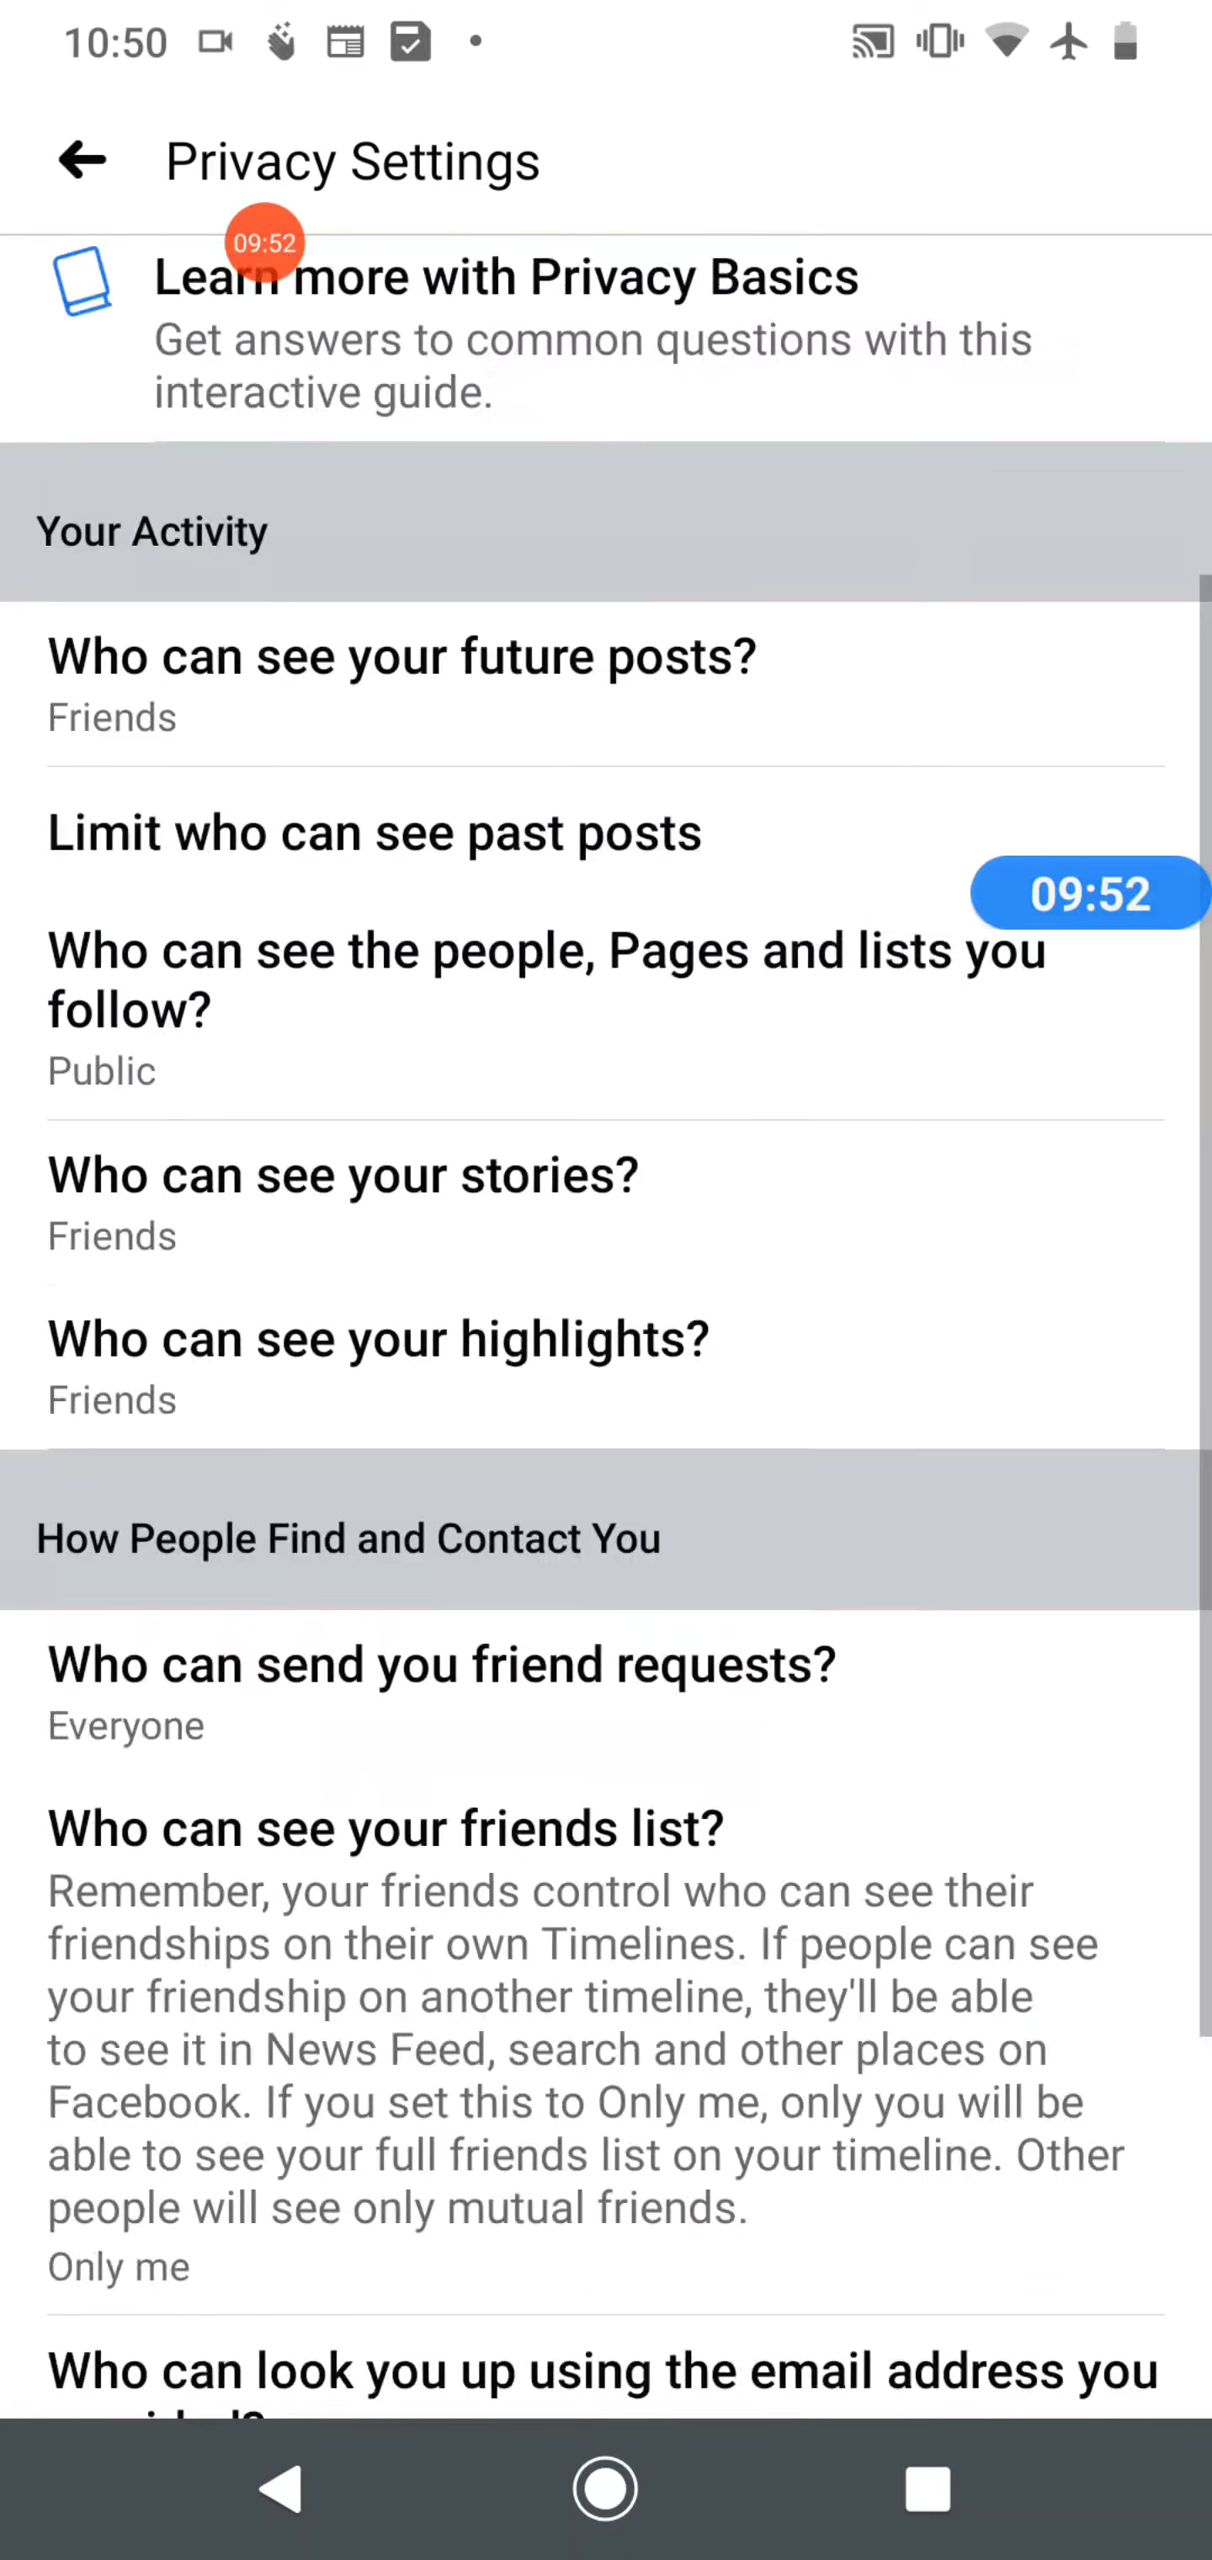 10:50
Privacy Settings
09:52
Learn more with Privacy Basics
Get answers to common questions with this
interactive guide.
Your Activity
Who can see your future posts?
Friends
Limit who can see past posts
09:52
Who can see the people, Pages and lists you
follow?
Public
Who can see your stories?
Friends
Who can see your highlights?
Friends
How People Find and Contact You
Who can send you friend requests?
Everyone
Who can see your friends list?
Remember, your friends control who can see their
friendships on their own Timelines. If people can see
your friendship on another timeline, they'll be able
to see it in News Feed, search and other places on
Facebook. If you set this to Only me, only you will be
able to see your full friends list on your timeline. Other
people will see only mutual friends.
Only me
Who can look you up using the email address you